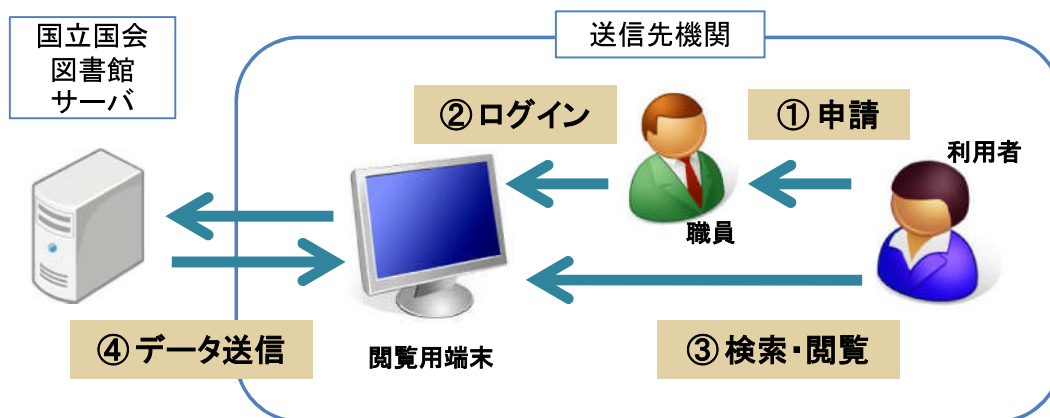 国立国会
図書館
サーバ
送信先機関
②ログイン
①申請
利用者
職員
④データ送信
閲覧用端末
③検索・閲覧